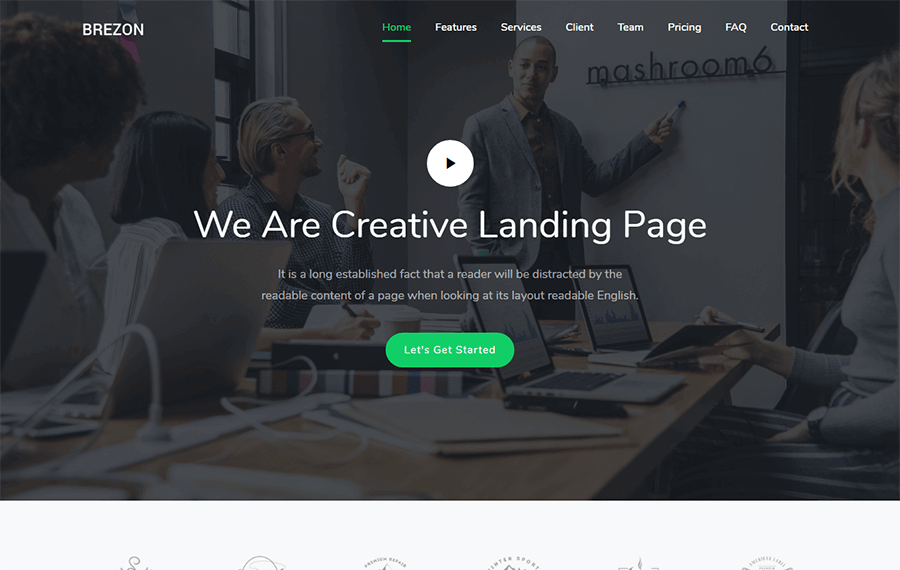 BREZON
Home Features Services Client Team Pricing FAQ Contact
mashroom6
We Are Creative Landing Page
It is a long established fact that a reader will be distracted by the
readable content of a page when looking at its layout readable English.
Let's Get Started
PREMIUM REPAIR